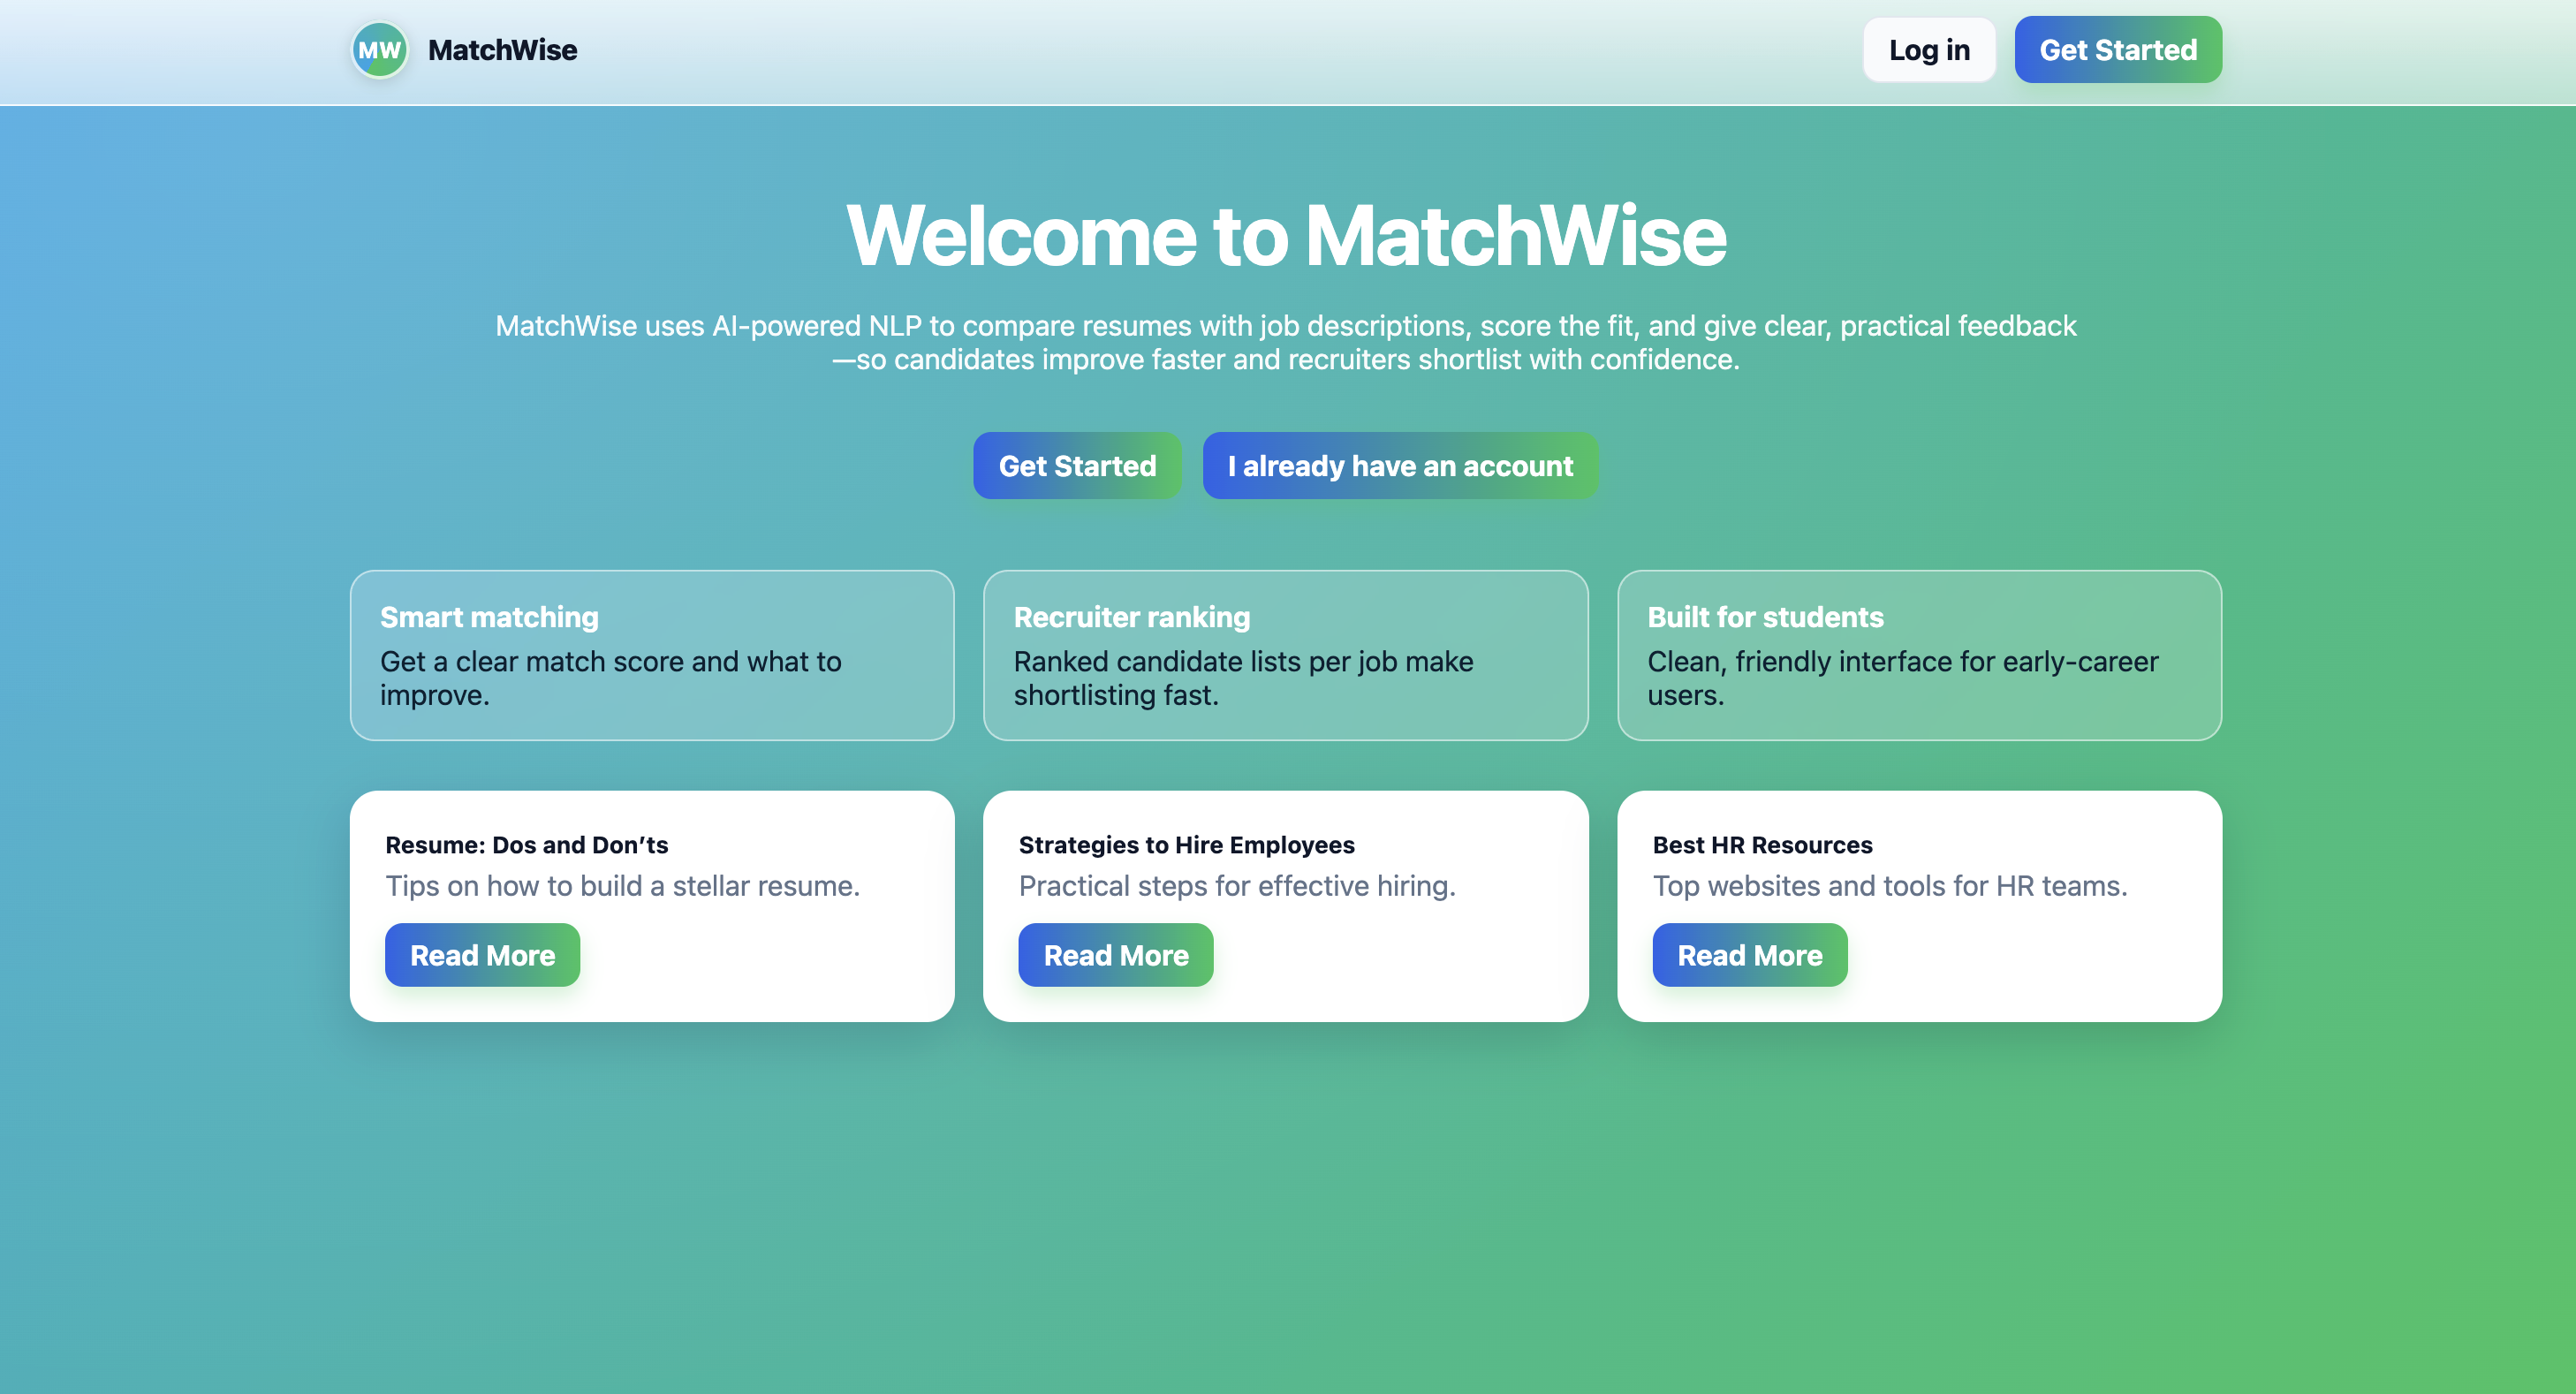 MW MatchWise
Log in
Get Started
Welcome to MatchWise
MatchWise uses AI-powered NLP to compare resumes with job descriptions, score the fit, and give clear, practical feedback
—so candidates improve faster and recruiters shortlist with confidence.
Get Started
I already have an account
Smart matching
Get a clear match score and what to
improve.
Recruiter ranking
Ranked candidate lists per job make
shortlisting fast.
Built for students
Clean, friendly interface for early-career
users.
Resume: Dos and Don’ts
Tips on how to build a stellar resume.
Read More
Strategies to Hire Employees
Practical steps for effective hiring.
Read More
Best HR Resources
Top websites and tools for HR teams.
Read More